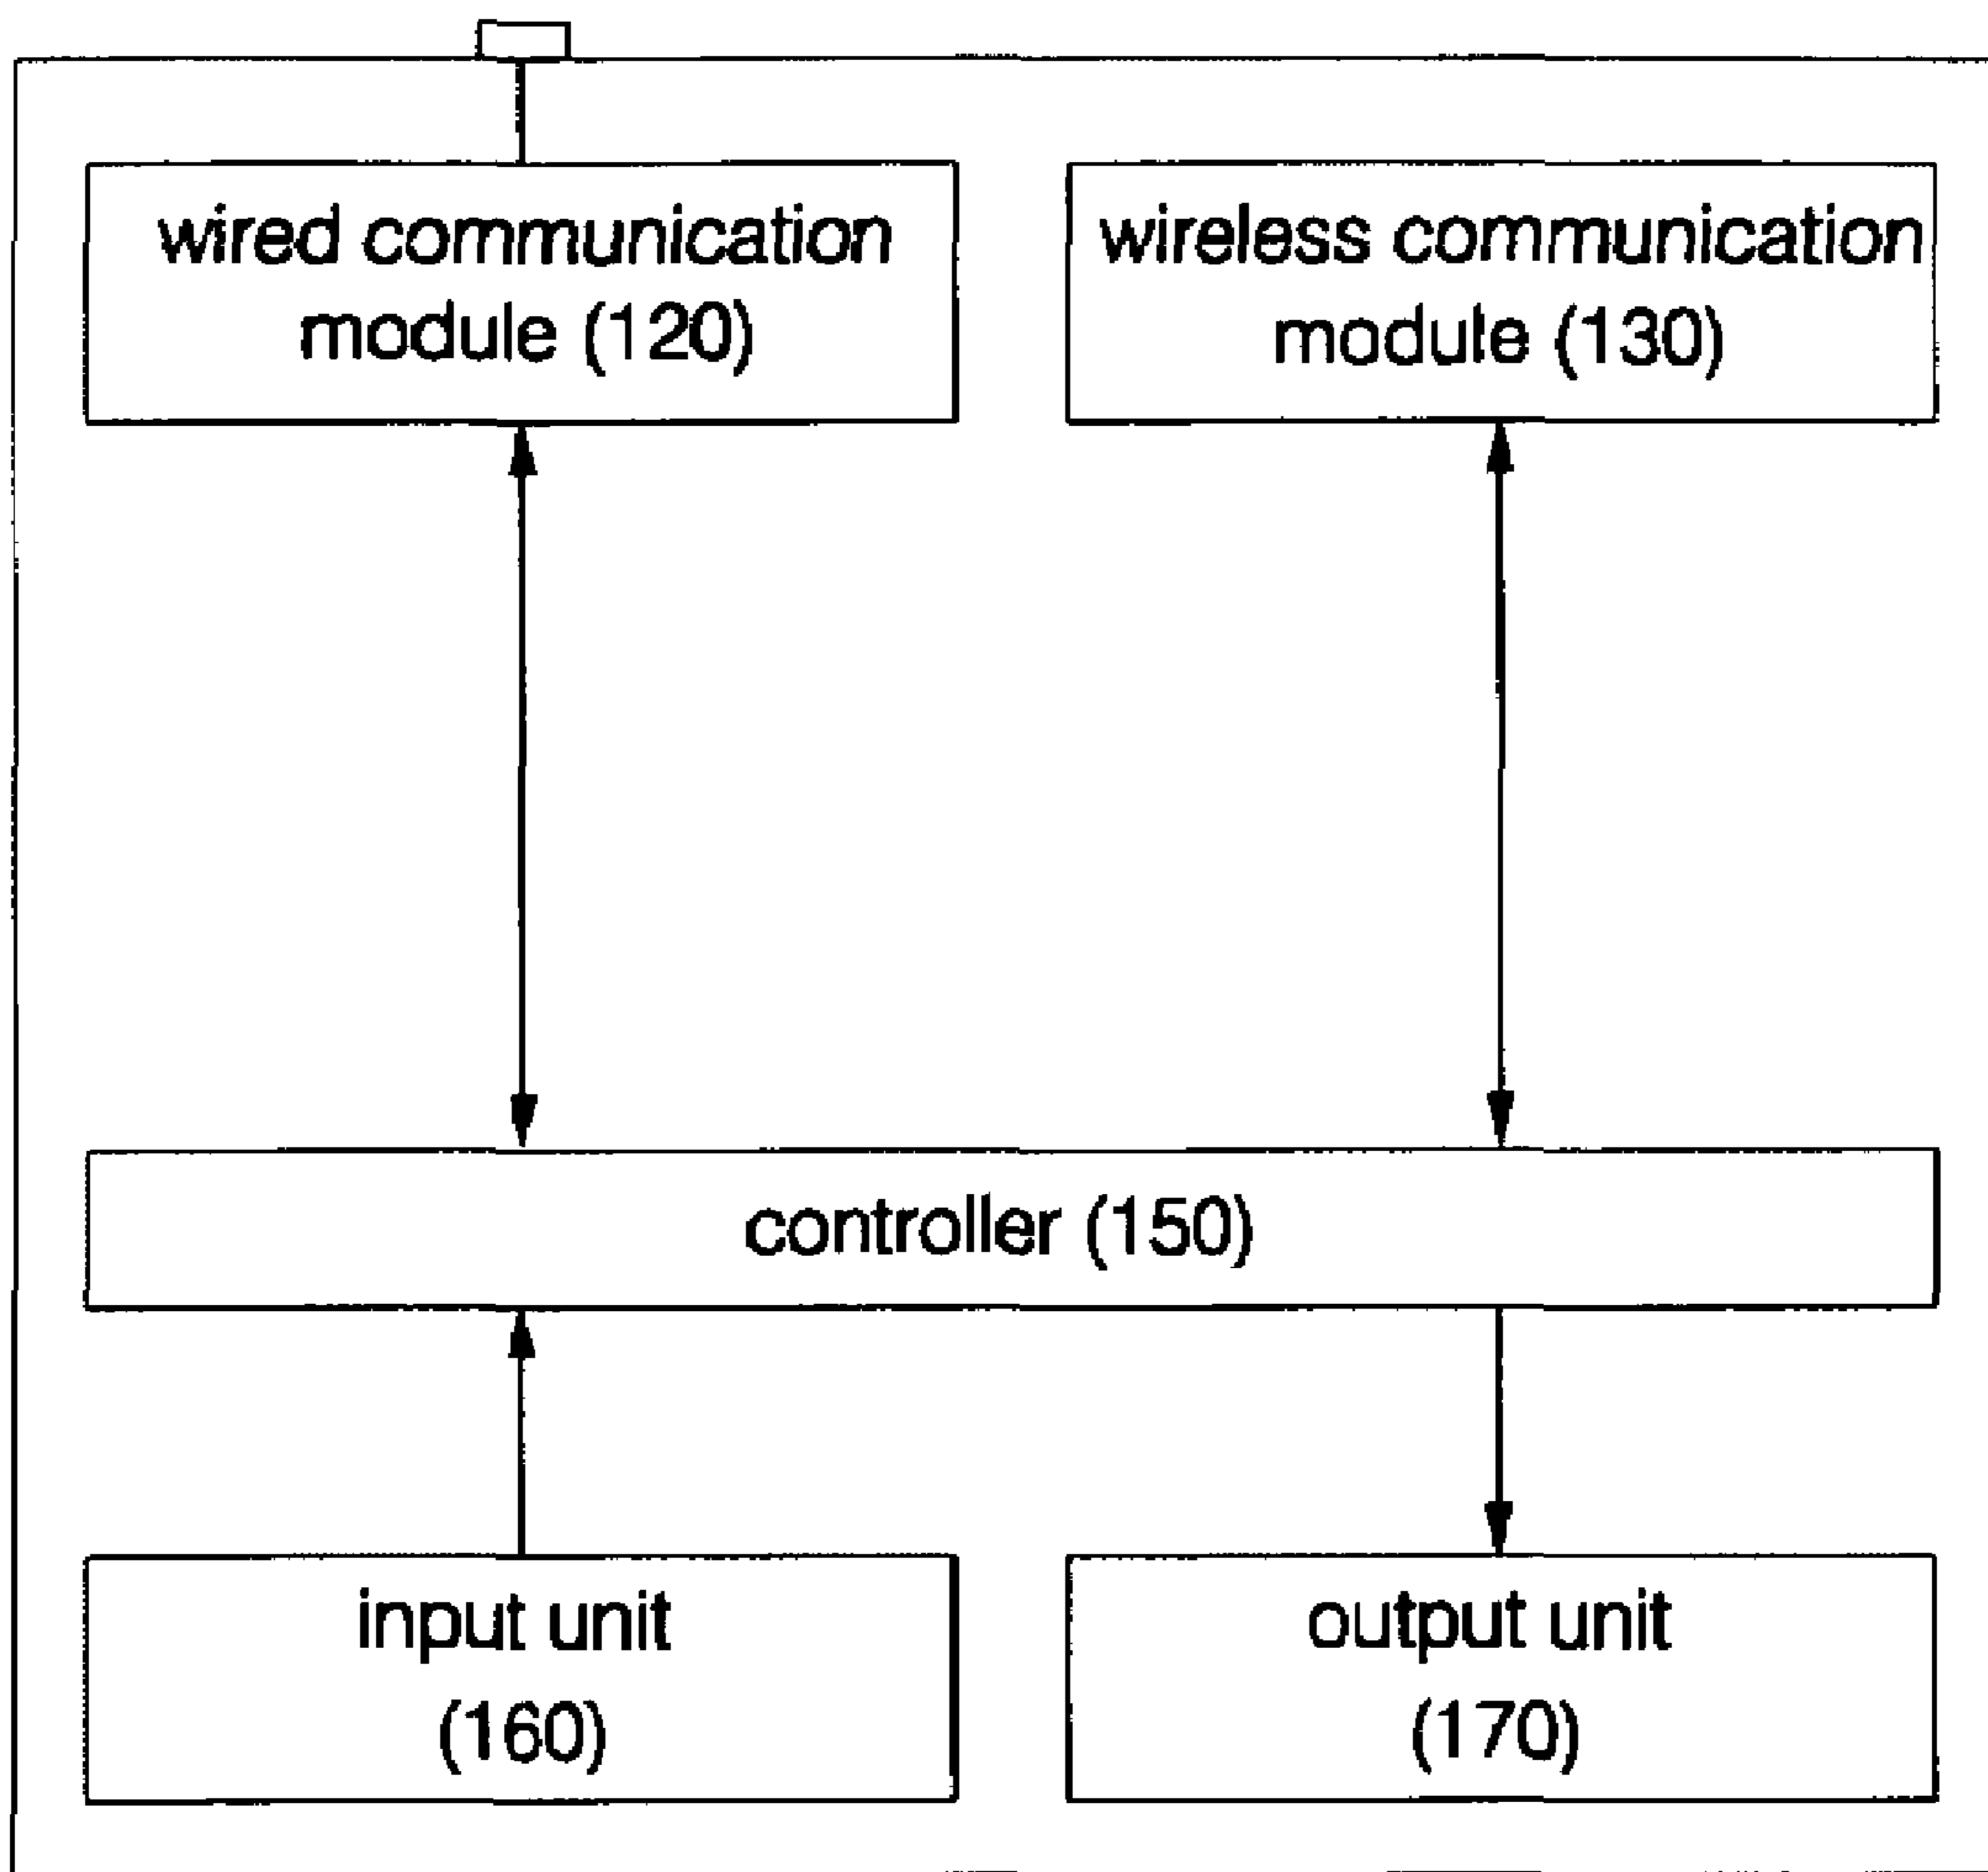 wired communication
module (120)
wireless communication
module (130)
controller (150)
input unit
(160)
output unit
(170)